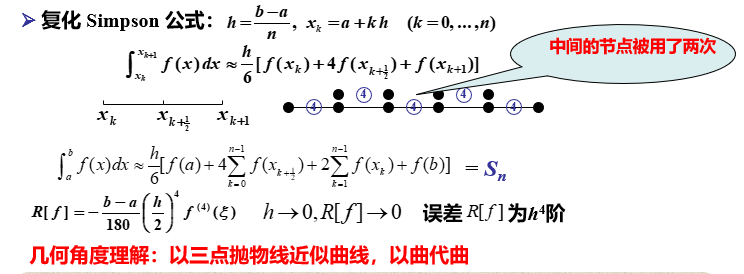 ➢ 复化 Simpson 公式：h = (b−a)/n, x_k = a + k h (k = 0, ..., n)
中间的节点被用了两次
∫_{x_k}^{x_{k+1}} f(x)dx ≈ h/6 [f(x_k) + 4f(x_{k+½}) + f(x_{k+1})]
④ ④
④ ④ ④
x_k x_{k+½} x_{k+1}
∫_a^b f(x)dx ≈ h/6 [f(a) + 4∑_{k=0}^{n−1} f(x_{k+½}) + 2∑_{k=1}^{n−1} f(x_k) + f(b)] = S_n
R[f] = −(b−a)/180 (h/2)^4 f^{(4)}(ξ) h → 0, R[f] → 0 误差 R[f] 为h⁴阶
几何角度理解：以三点抛物线近似曲线，以曲代曲